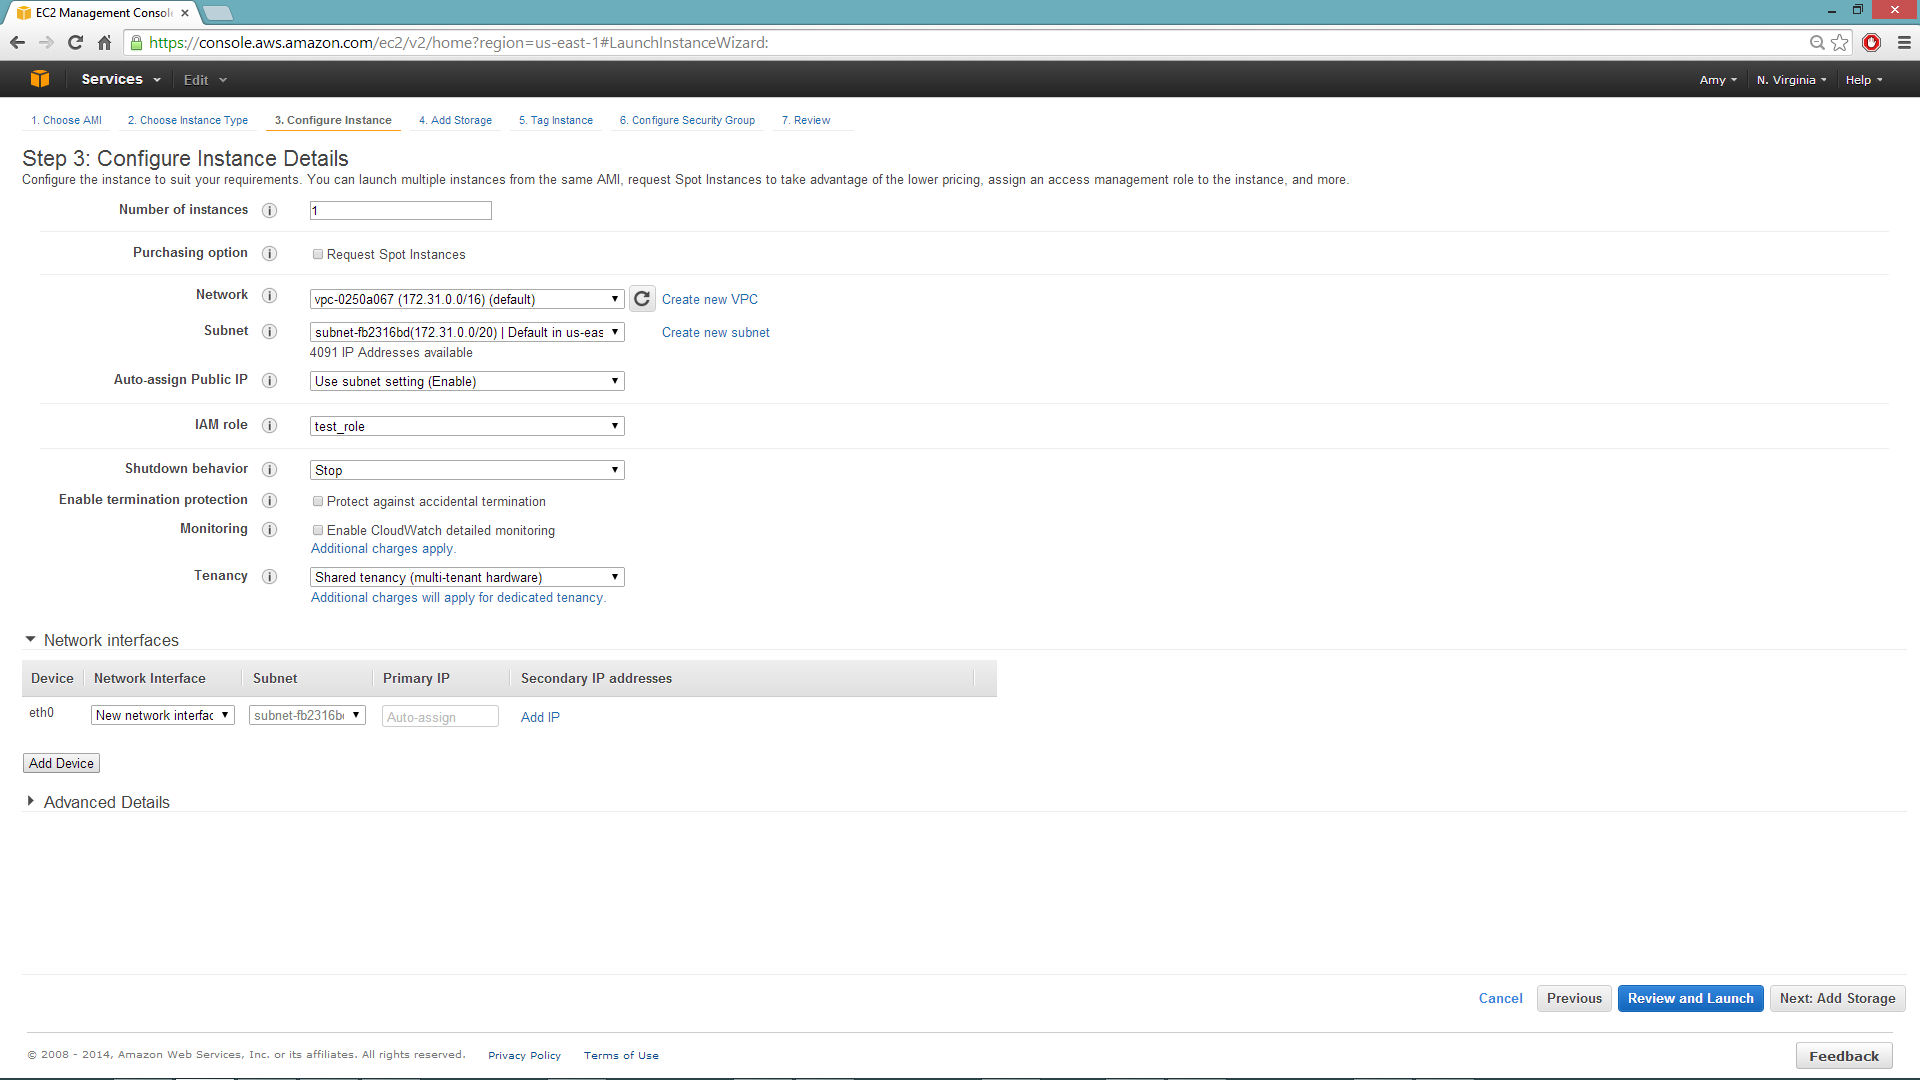 EC2 Management Consol
https://console.aws.amazon.com/ec2/v2/home?region=us-east-1#LaunchInstanceWizard:
Services Edit Amy N. Virginia Help
1. Choose AMI 2. Choose Instance Type 3. Configure Instance 4. Add Storage 5. Tag Instance 6. Configure Security Group 7. Review
Step 3: Configure Instance Details
Configure the instance to suit your requirements. You can launch multiple instances from the same AMI, request Spot Instances to take advantage of the lower pricing, assign an access management role to the instance, and more.
Number of instances i 1
Purchasing option i Request Spot Instances
Network i vpc-0250a067 (172.31.0.0/16) (default) Create new VPC
Subnet i subnet-fb2316bd(172.31.0.0/20) | Default in us-eas Create new subnet
4091 IP Addresses available
Auto-assign Public IP i Use subnet setting (Enable)
IAM role i test_role
Shutdown behavior i Stop
Enable termination protection i Protect against accidental termination
Monitoring i Enable CloudWatch detailed monitoring
Additional charges apply.
Tenancy i Shared tenancy (multi-tenant hardware)
Additional charges will apply for dedicated tenancy.
Network interfaces
Device Network Interface Subnet Primary IP Secondary IP addresses
eth0 New network interfac subnet-fb2316b Auto-assign Add IP
Add Device
Advanced Details
Cancel Previous Review and Launch Next: Add Storage
© 2008 - 2014, Amazon Web Services, Inc. or its affiliates. All rights reserved. Privacy Policy Terms of Use Feedback